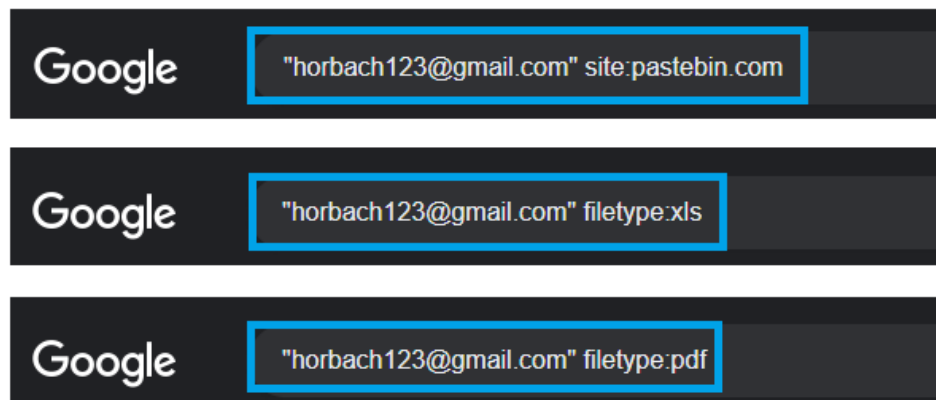 Google "horbach123@gmail.com" site:pastebin.com
Google "horbach123@gmail.com" filetype:xls
Google "horbach123@gmail.com" filetype:pdf